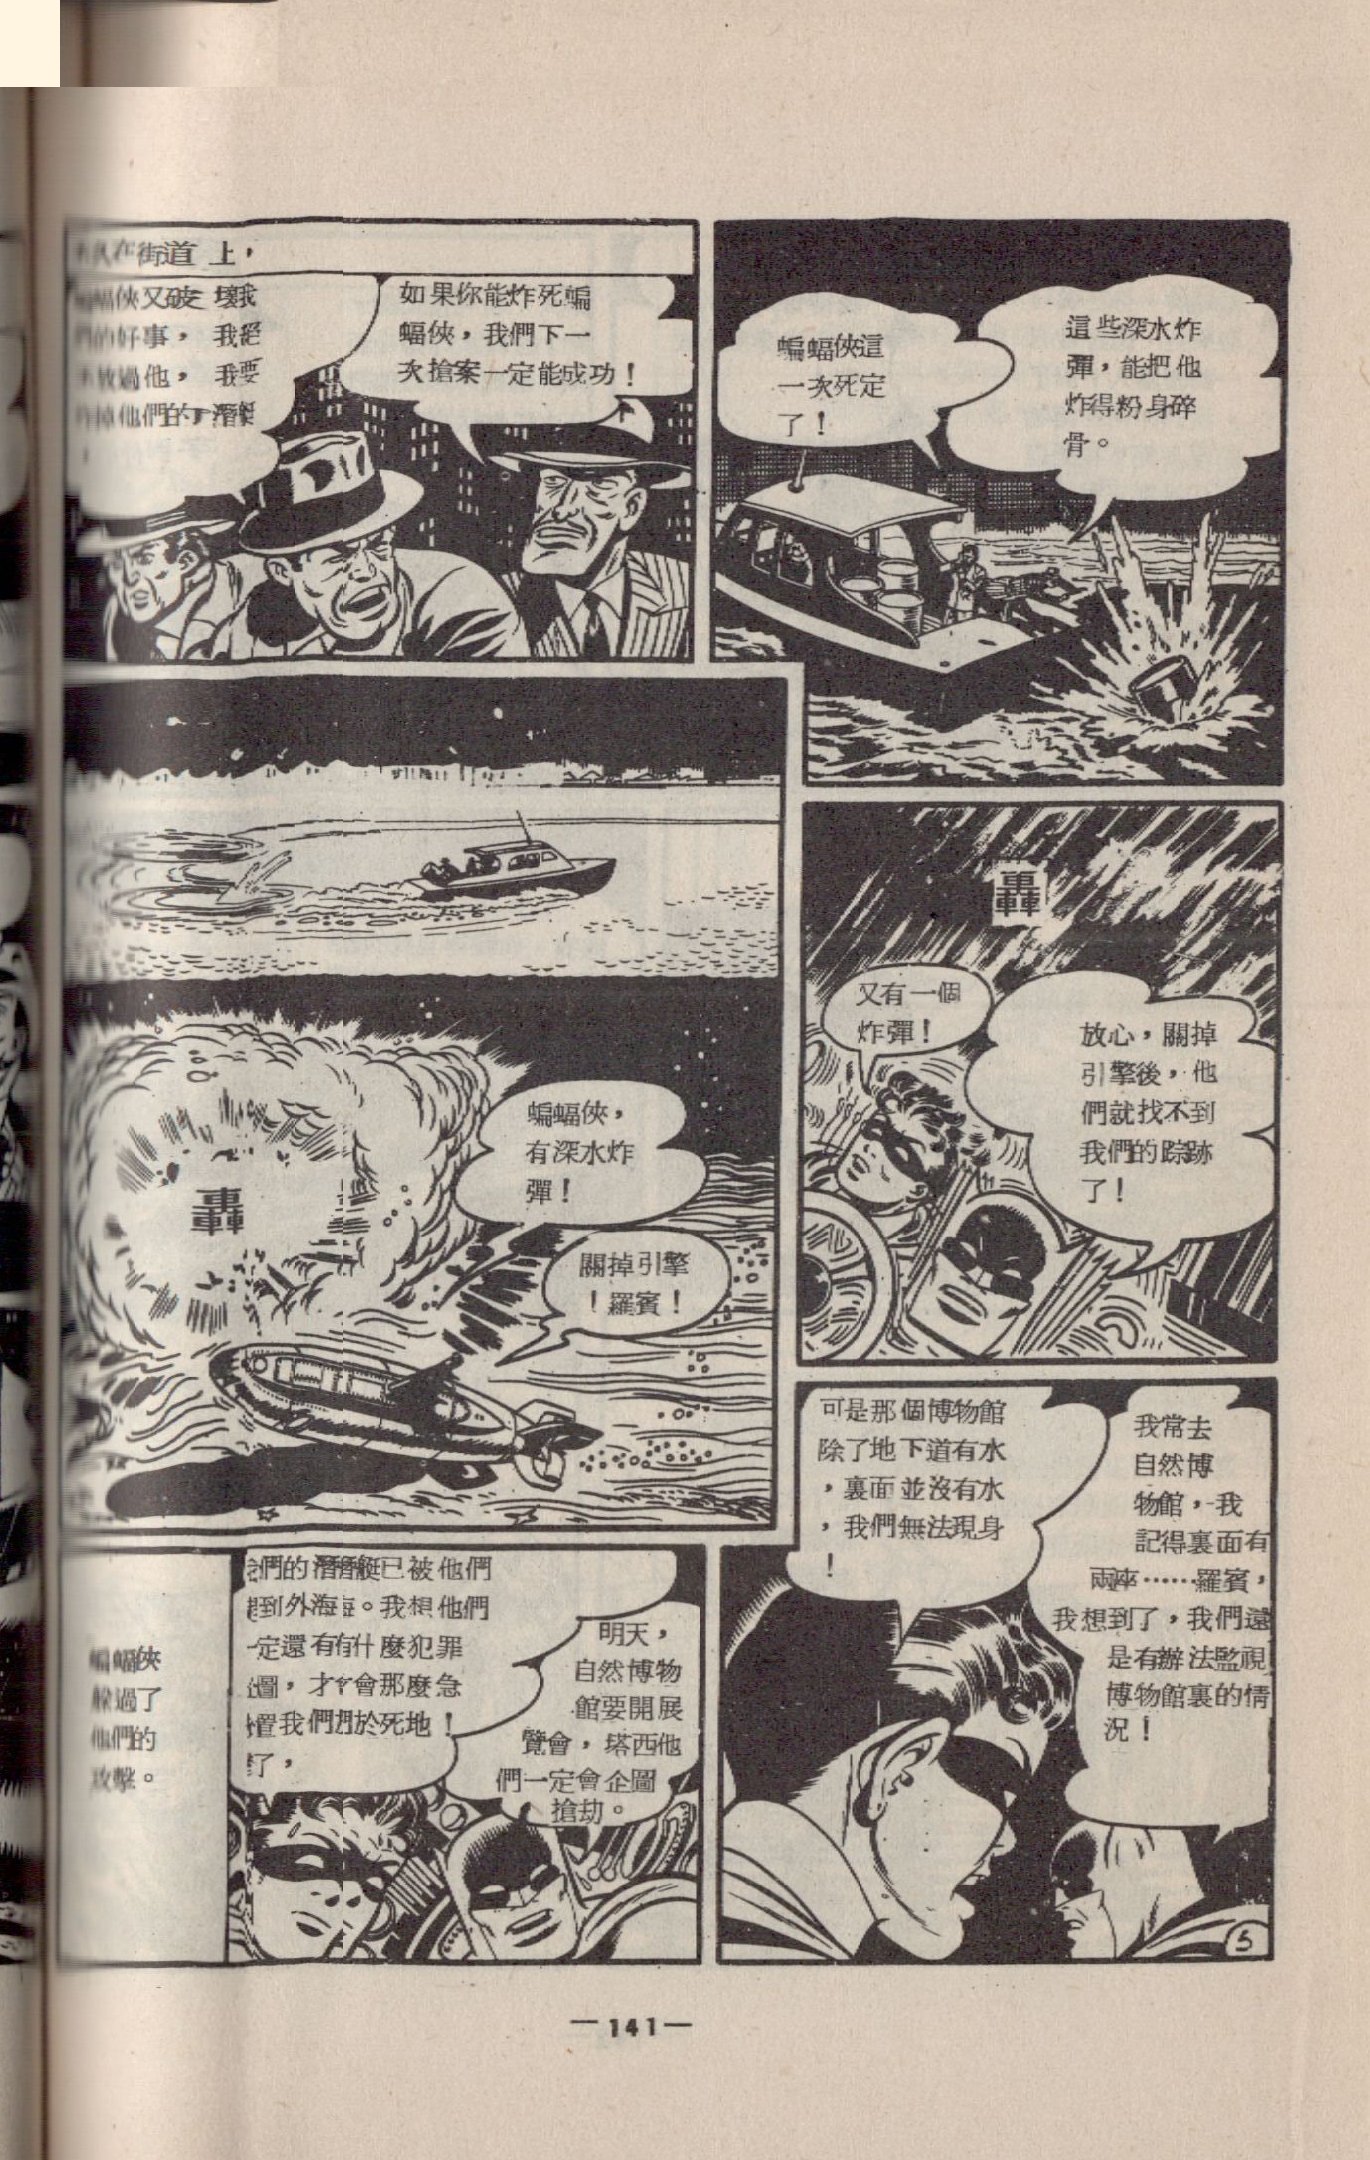 在街道上，
蝠俠又破壞我
的好事，我絕
放過他，我要
掉他們的潛艇
！
如果你能炸死蝙
蝠俠，我們下一
次搶案一定能成功！
蝙蝠俠這
一次死定
了！
這些深水炸
彈，能把他
炸得粉身碎
骨。
蝙蝠俠，
有深水炸
彈！
轟
關掉引擎
！羅賓！
轟
又有一個
炸彈！
放心，關掉
引擎後，他
們就找不到
我們的踪跡
了！
蝙蝠俠
躲過了
他們的
攻擊。
們的潛艇已被他們
到外海。我想他們
一定還有什麼犯罪
圖，才會那麼急
置我們於死地！
了，
明天，
自然博物
館要開展
覽會，塔西他
們一定會企圖
搶劫。
可是那個博物館
除了地下道有水
，裏面並沒有水
，我們無法現身
！
我常去
自然博
物館，我
記得裏面有
兩座……羅賓，
我想到了，我們還
是有辦法監視
博物館裏的情
況！
5
—141—